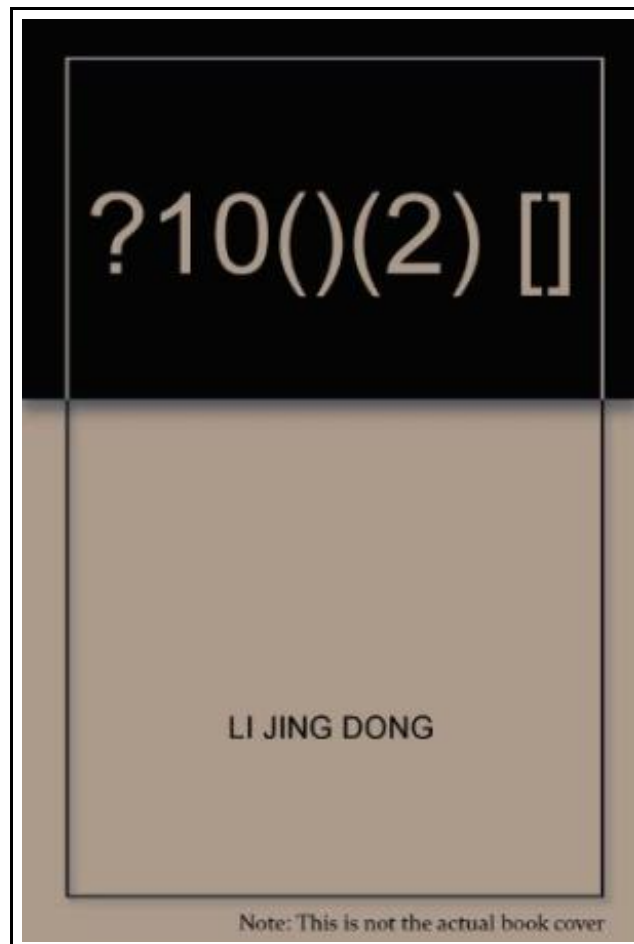 ?10()(2) []
LI JING DONG
Note: This is not the actual book cover